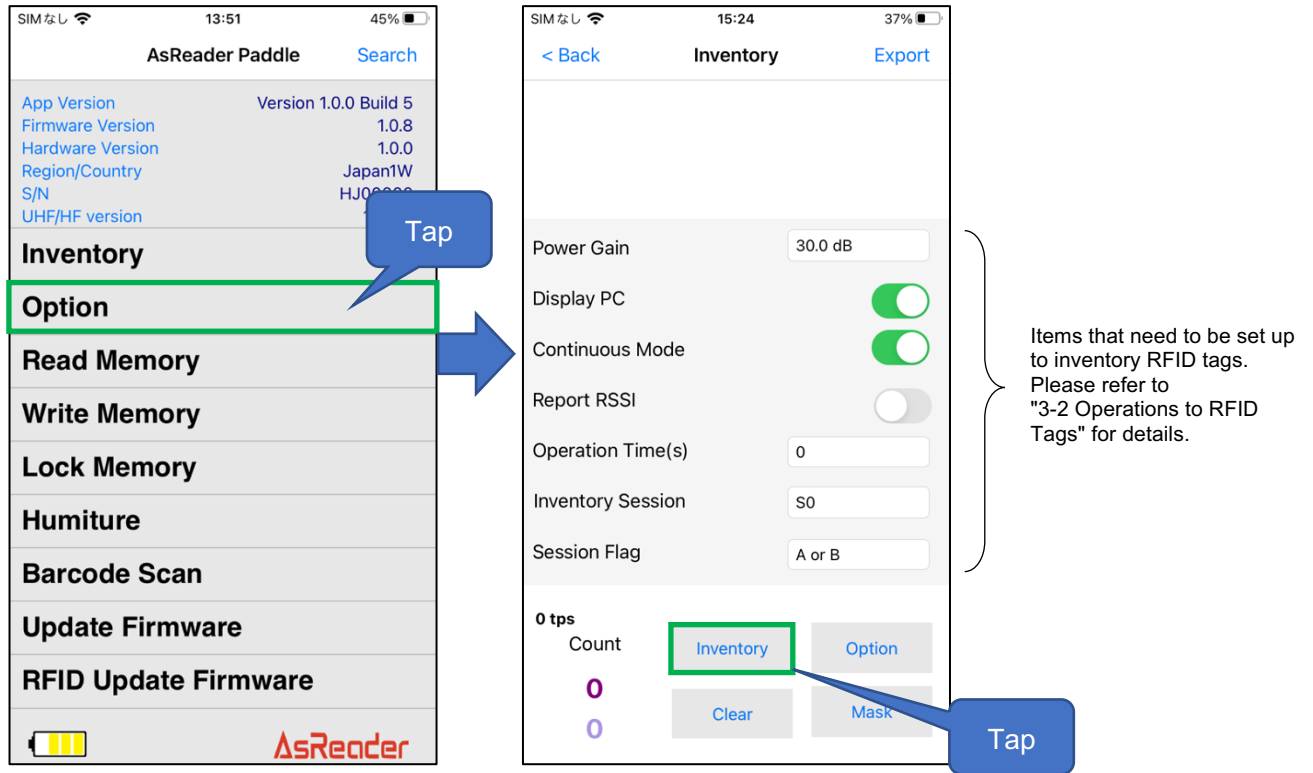 SIMなし 13:51 45%
AsReader Paddle Search
App Version Version 1.0.0 Build 5
Firmware Version 1.0.8
Hardware Version 1.0.0
Region/Country Japan1W
S/N
UHF/HF version
Inventory
Option
Read Memory
Write Memory
Lock Memory
Humiture
Barcode Scan
Update Firmware
RFID Update Firmware
AsReader
Tap
SIMなし 15:24 37%
< Back Inventory Export
Power Gain 30.0 dB
Display PC
Continuous Mode
Report RSSI
Operation Time(s) 0
Inventory Session S0
Session Flag A or B
0 tps
Count
0
0
Inventory Option
Clear Mask
Tap
Items that need to be set up
to inventory RFID tags.
Please refer to
"3-2 Operations to RFID
Tags" for details.